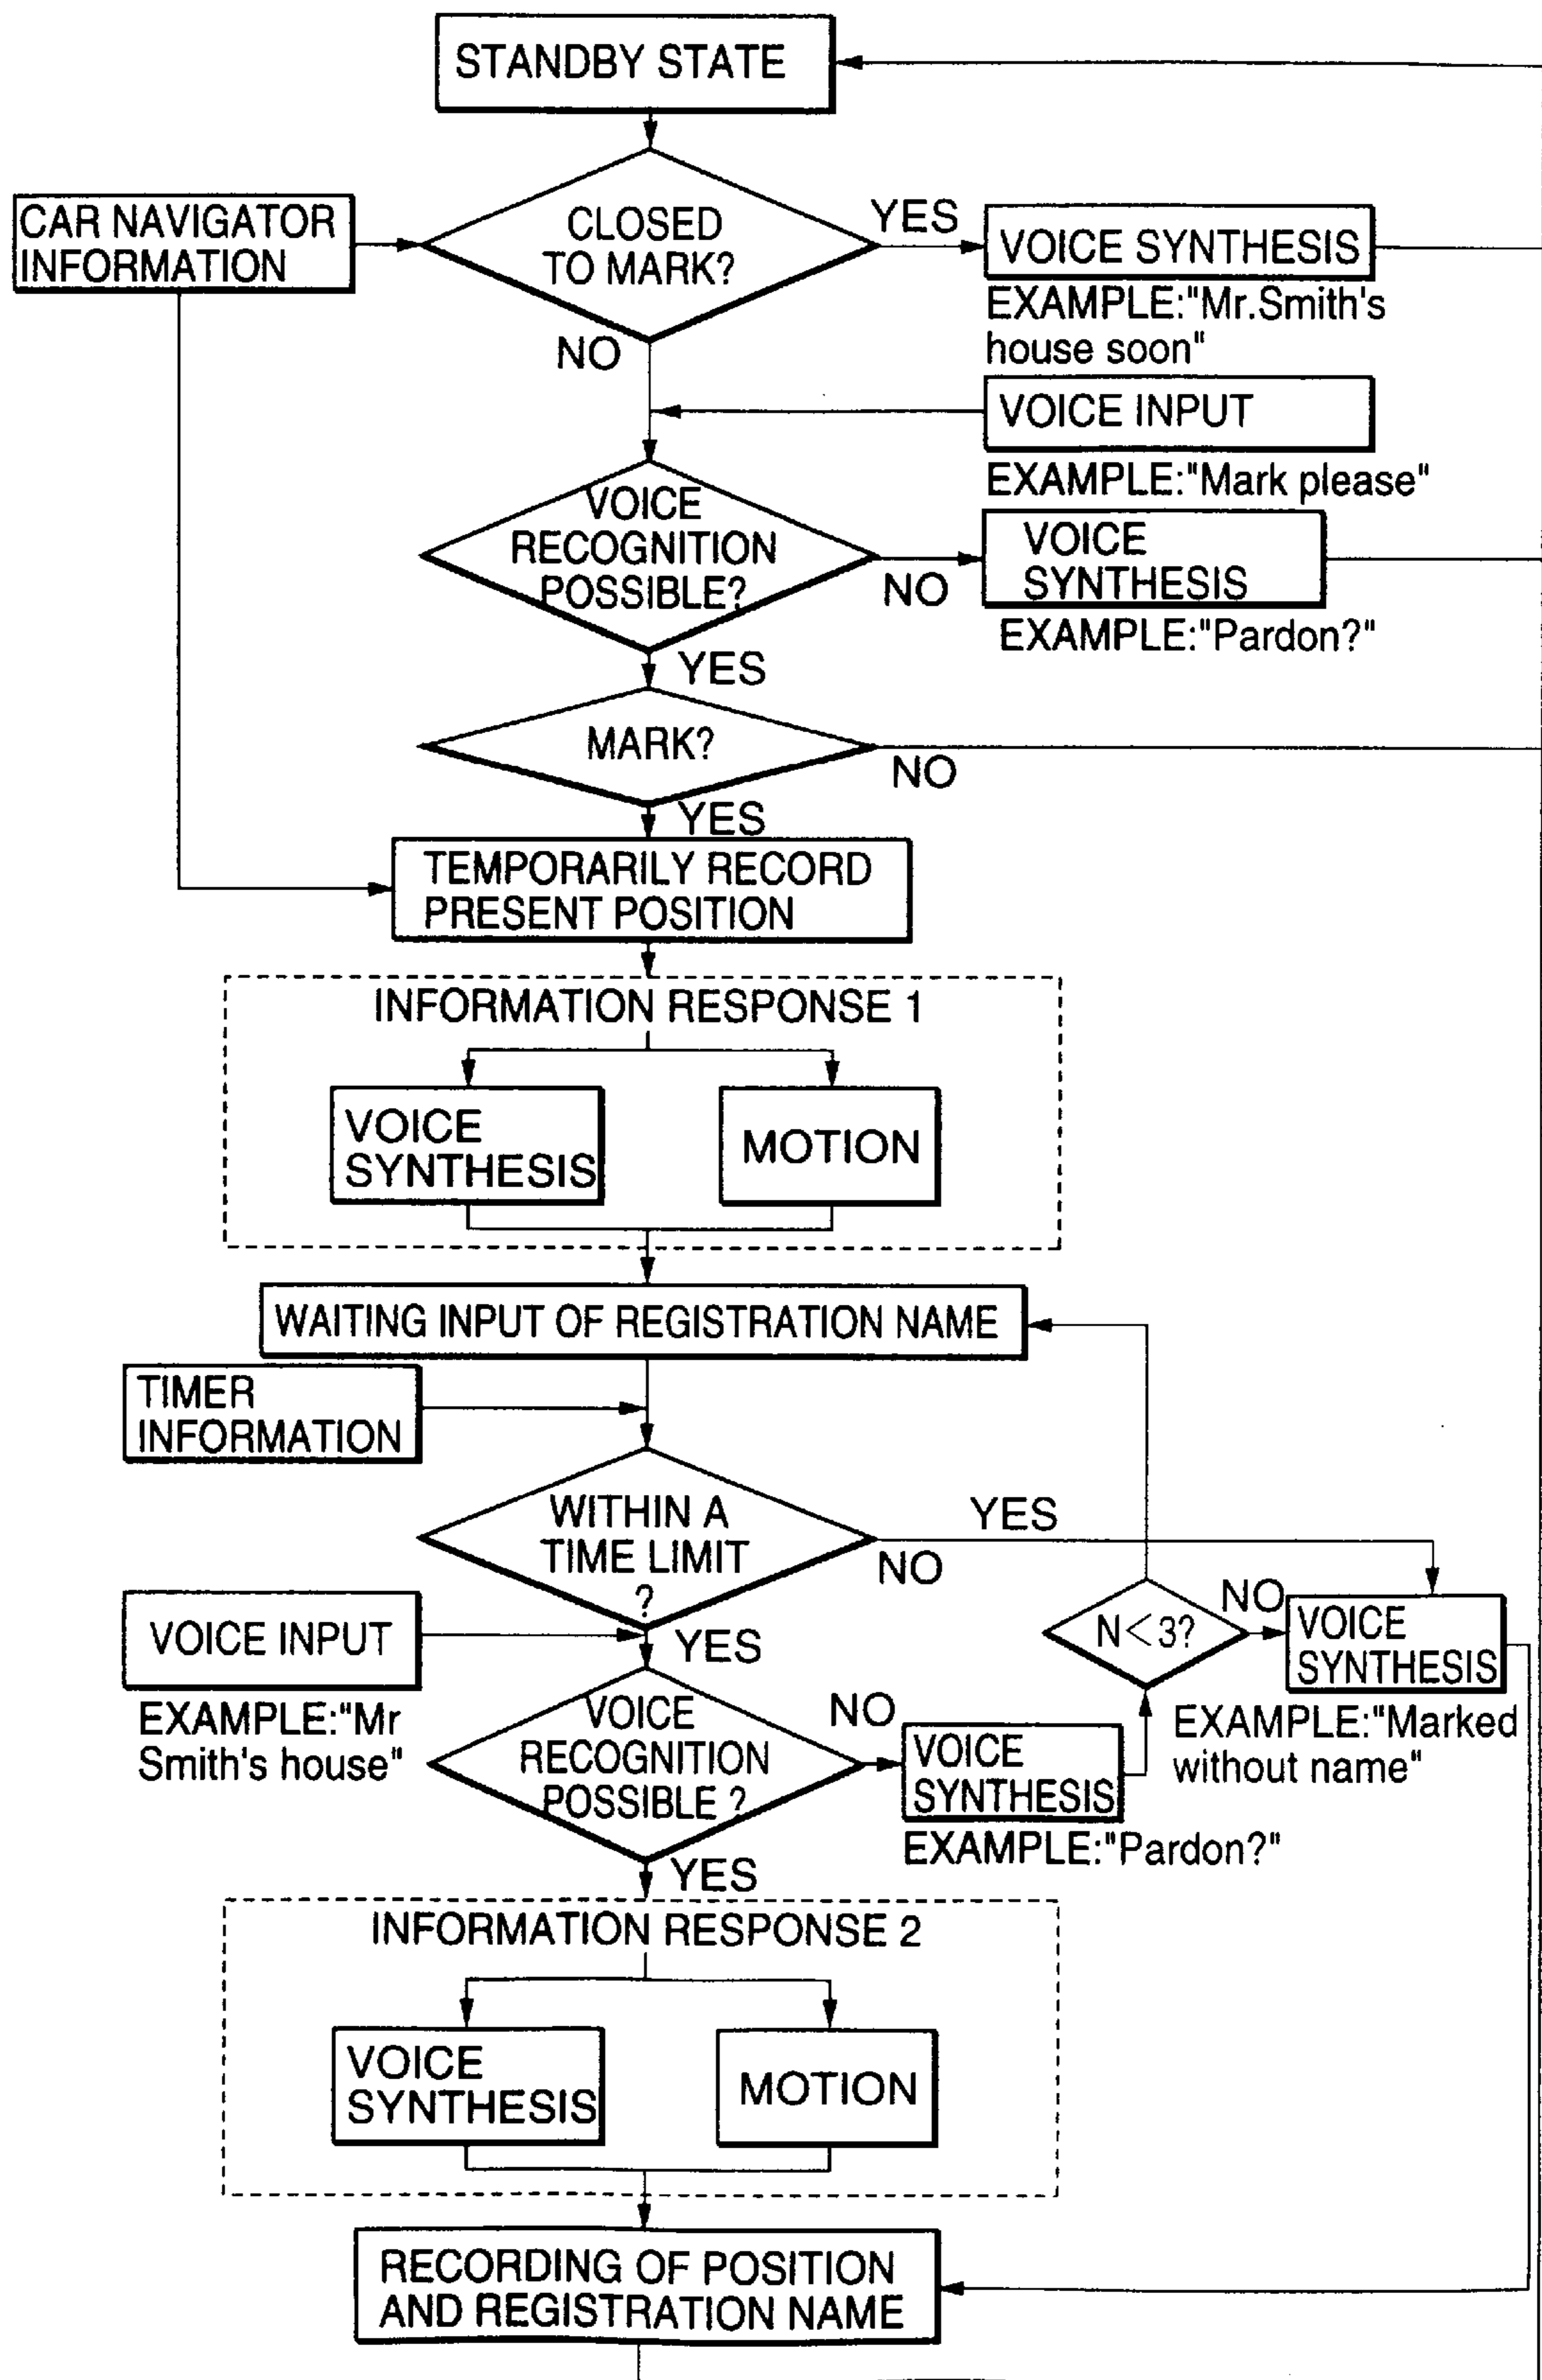 STANDBY STATE
CAR NAVIGATOR
INFORMATION
CLOSED
TO MARK?
YES
VOICE SYNTHESIS
EXAMPLE:"Mr.Smith's
house soon"
NO
VOICE INPUT
EXAMPLE:"Mark please"
VOICE
RECOGNITION
POSSIBLE?
NO
VOICE
SYNTHESIS
EXAMPLE:"Pardon?"
YES
MARK?
NO
YES
TEMPORARILY RECORD
PRESENT POSITION
INFORMATION RESPONSE 1
VOICE
SYNTHESIS
MOTION
WAITING INPUT OF REGISTRATION NAME
TIMER
INFORMATION
WITHIN A
TIME LIMIT
?
YES
NO
VOICE INPUT
EXAMPLE:"Mr
Smith's house"
YES
N<3?
NO
VOICE
SYNTHESIS
EXAMPLE:"Marked
without name"
VOICE
RECOGNITION
POSSIBLE ?
NO
VOICE
SYNTHESIS
EXAMPLE:"Pardon?"
YES
INFORMATION RESPONSE 2
VOICE
SYNTHESIS
MOTION
RECORDING OF POSITION
AND REGISTRATION NAME